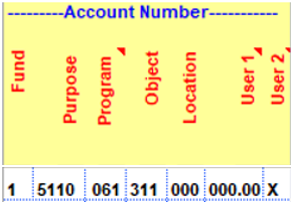 ---------Account Number-----------
Fund
Purpose
Program
Object
Location
User 1
User 2
1 5110 061 311 000 000.00 X